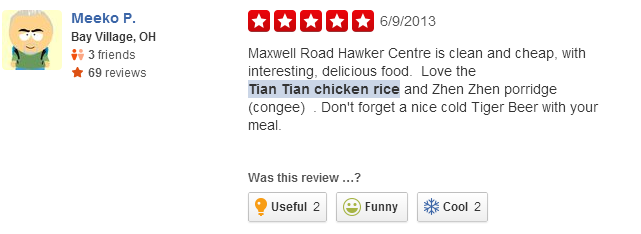 Meeko P.
Bay Village, OH
3 friends
69 reviews
6/9/2013
Maxwell Road Hawker Centre is clean and cheap, with
interesting, delicious food. Love the
Tian Tian chicken rice and Zhen Zhen porridge
(congee) . Don't forget a nice cold Tiger Beer with your
meal.
Was this review ...?
Useful 2
Funny
Cool 2